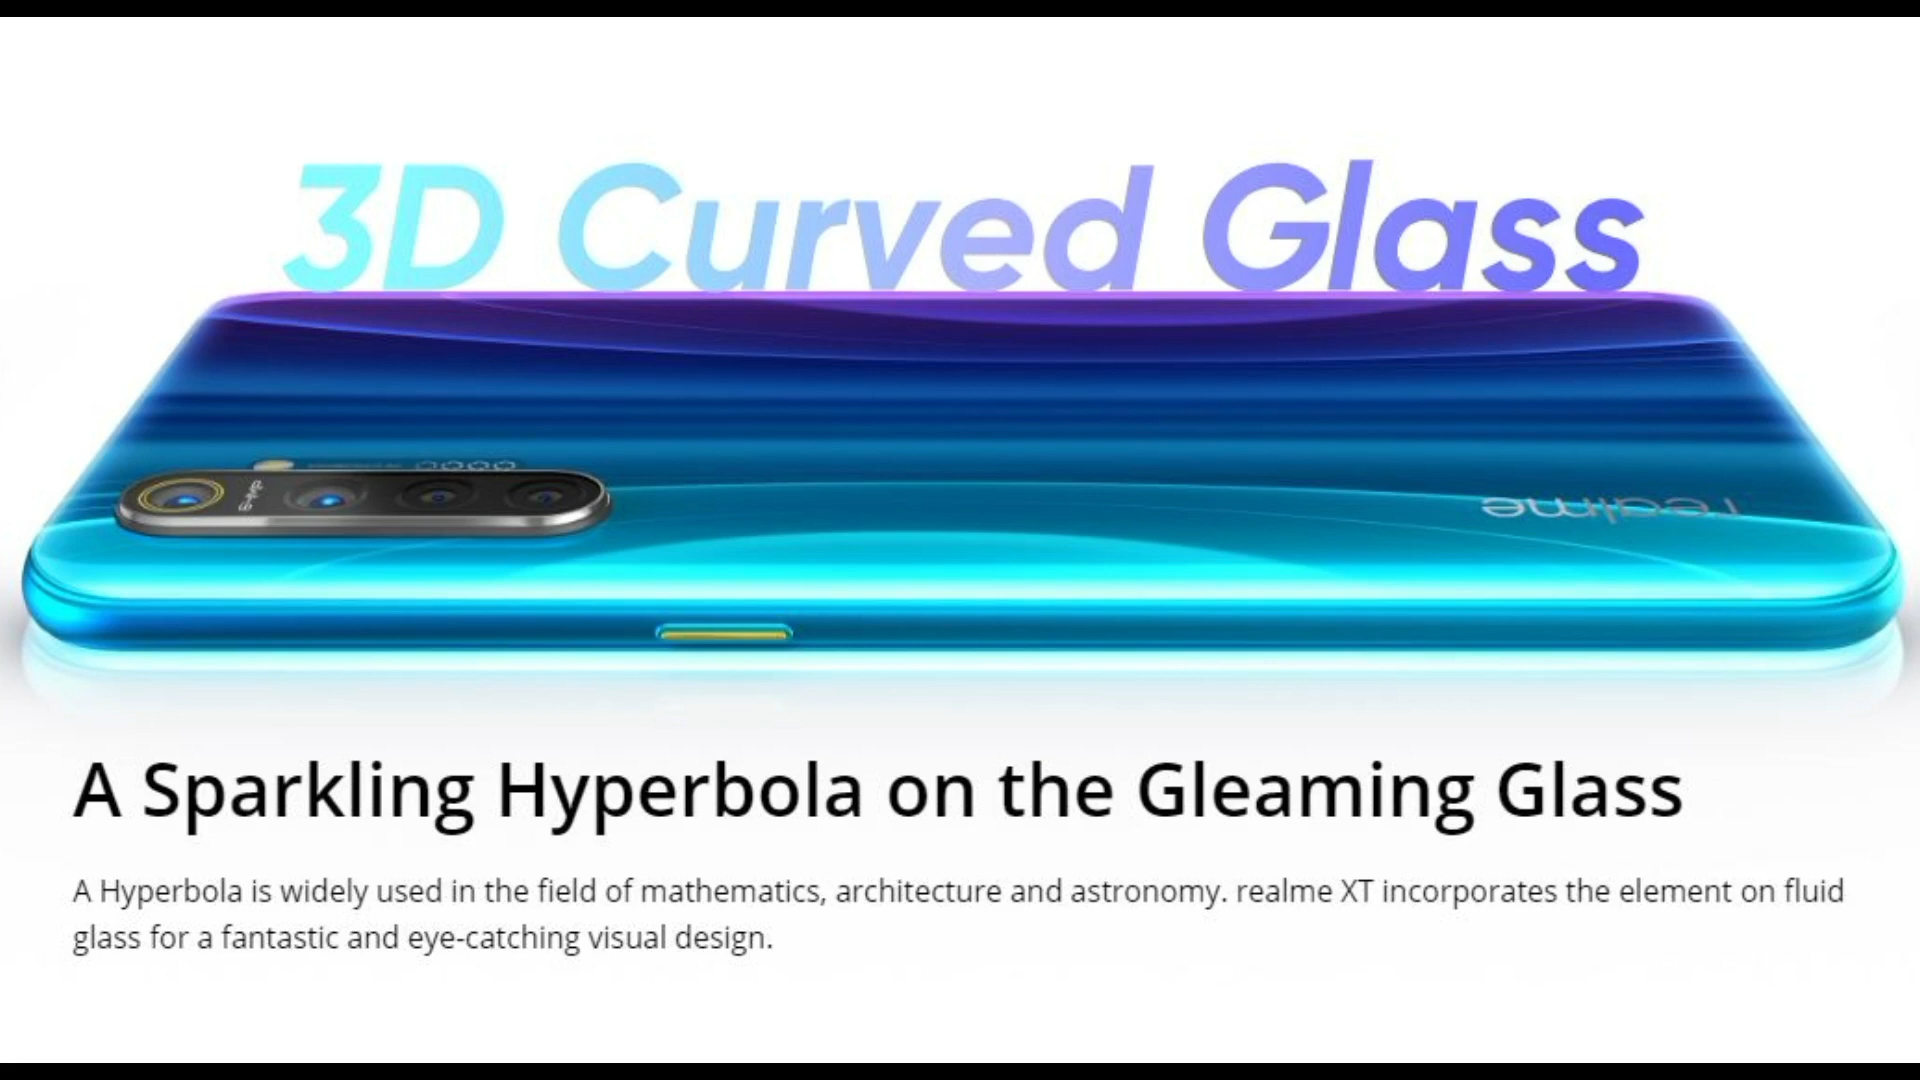 3D Curved Glass
realme
A Sparkling Hyperbola on the Gleaming Glass
A Hyperbola is widely used in the field of mathematics, architecture and astronomy. realme XT incorporates the element on fluid
glass for a fantastic and eye-catching visual design.